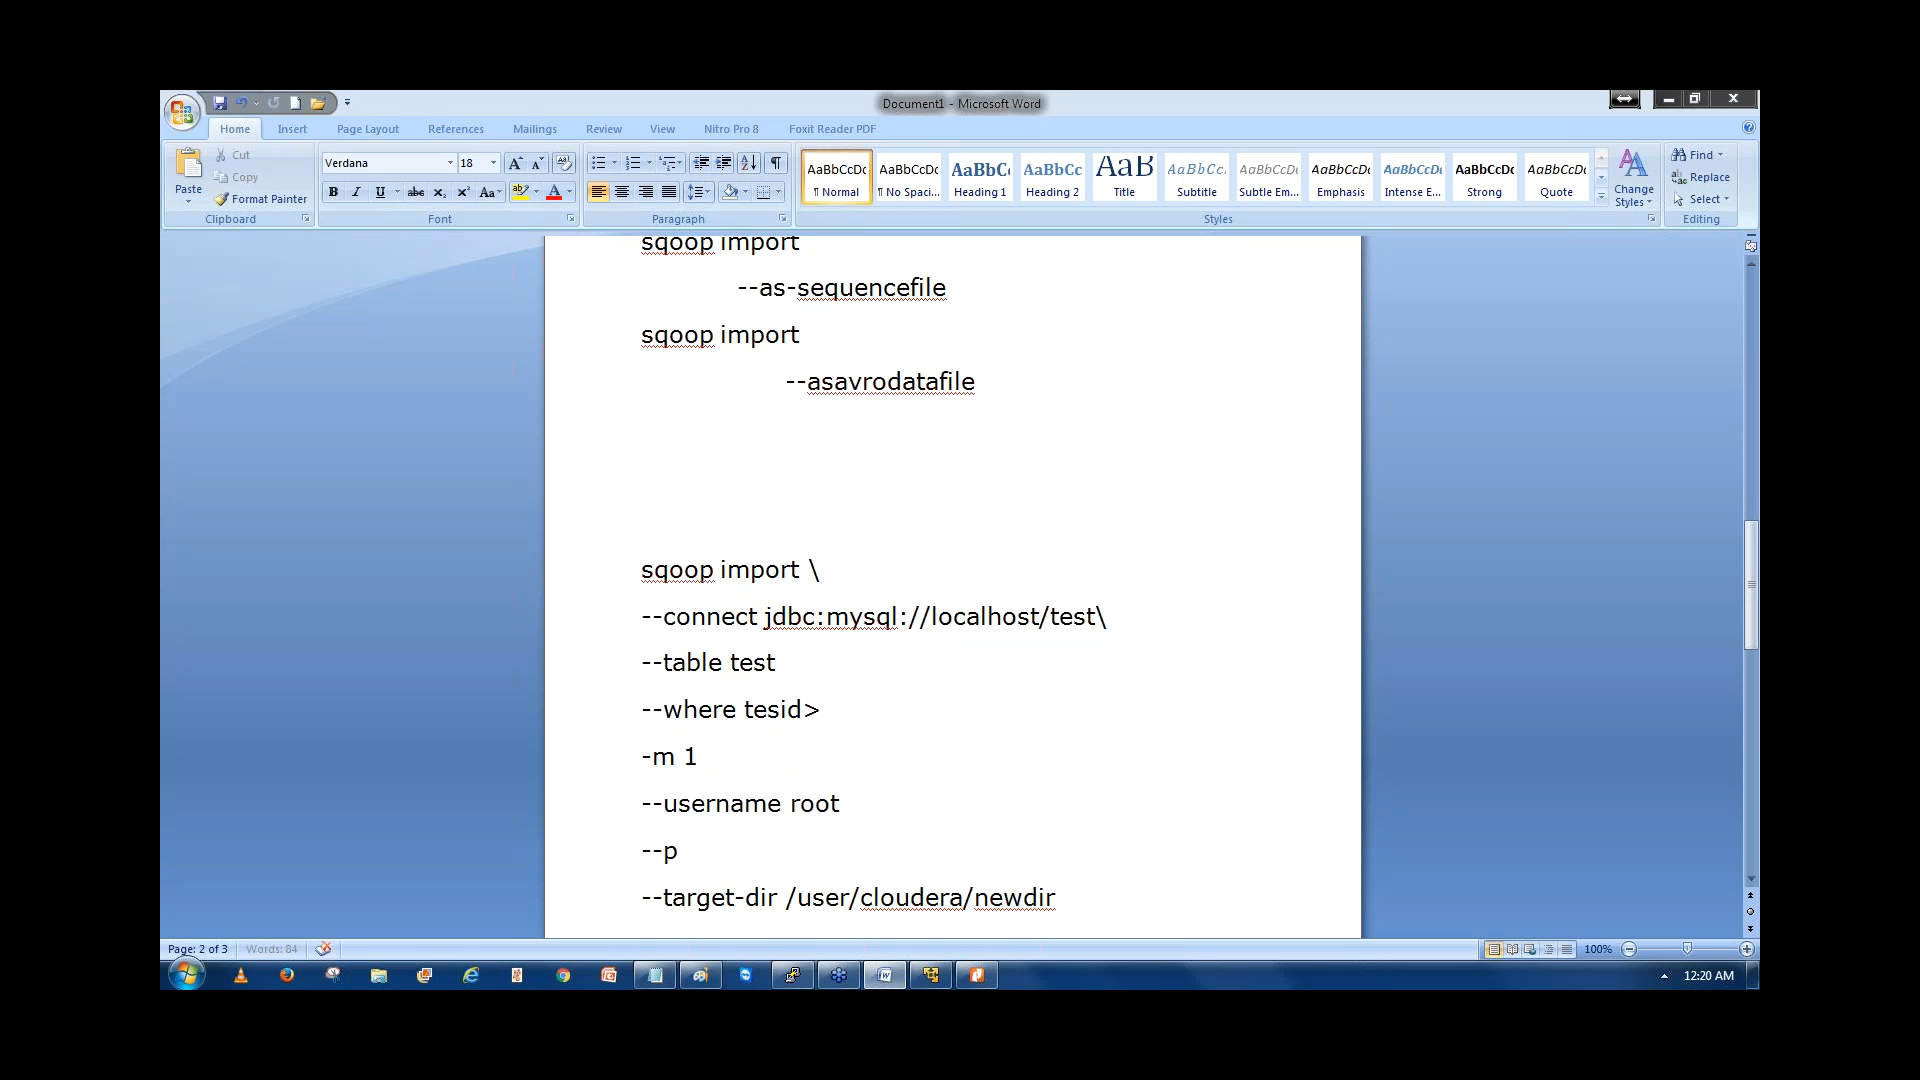 Document1 - Microsoft Word
Home Insert Page Layout References Mailings Review View Nitro Pro 8 Foxit Reader PDF
Paste
Cut
Copy
Format Painter
Clipboard
Verdana 18
Font
Paragraph
AaBbCcDc AaBbCcDc AaBbC AaBbCc AaB AaBbCc. AaBbCcDc AaBbCcDc AaBbCcDc AaBbCcDc AaBbCcDc
¶ Normal ¶ No Spaci... Heading 1 Heading 2 Title Subtitle Subtle Em... Emphasis Intense E... Strong Quote
Change
Styles
Styles
Find
Replace
Select
Editing
sqoop import
--as-sequencefile
sqoop import
--asavrodatafile
sqoop import \
--connect jdbc:mysql://localhost/test\
--table test
--where tesid>
-m 1
--username root
--p
--target-dir /user/cloudera/newdir
Page: 2 of 3 Words: 84 100%
12:20 AM